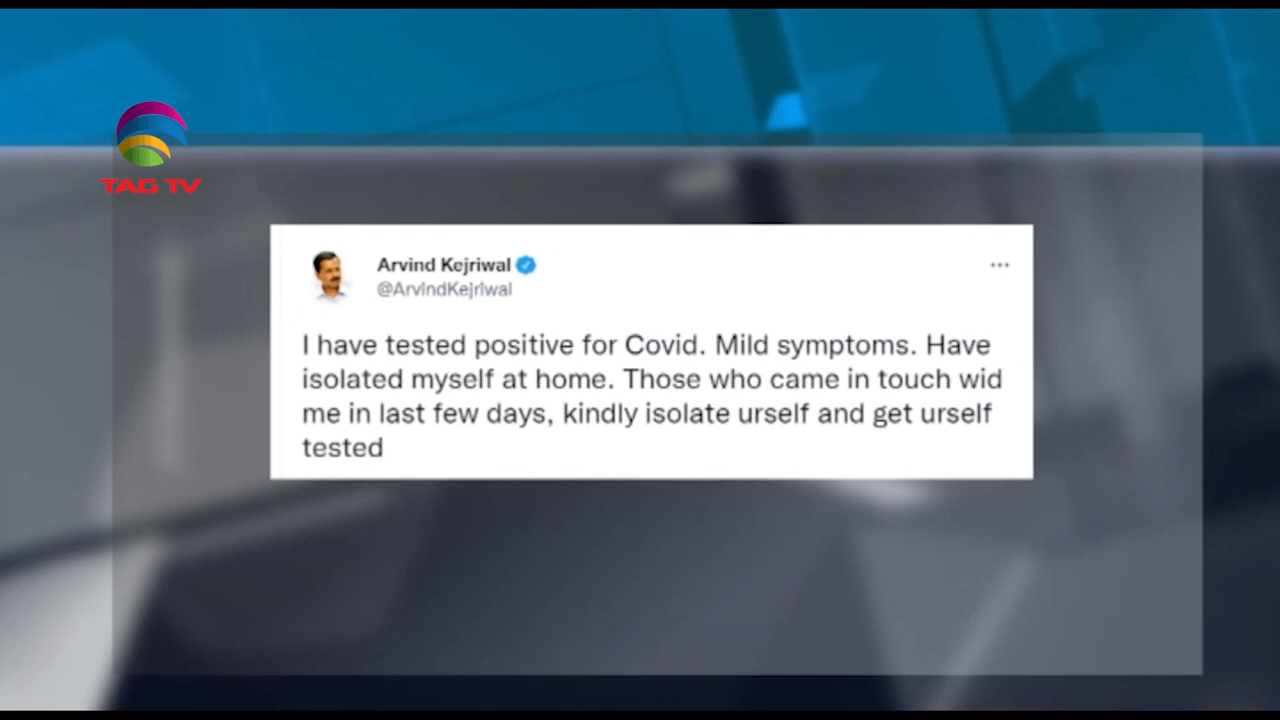 TAG TV
Arvind Kejriwal
@ArvindKejriwal
I have tested positive for Covid. Mild symptoms. Have
isolated myself at home. Those who came in touch wid
me in last few days, kindly isolate urself and get urself
tested